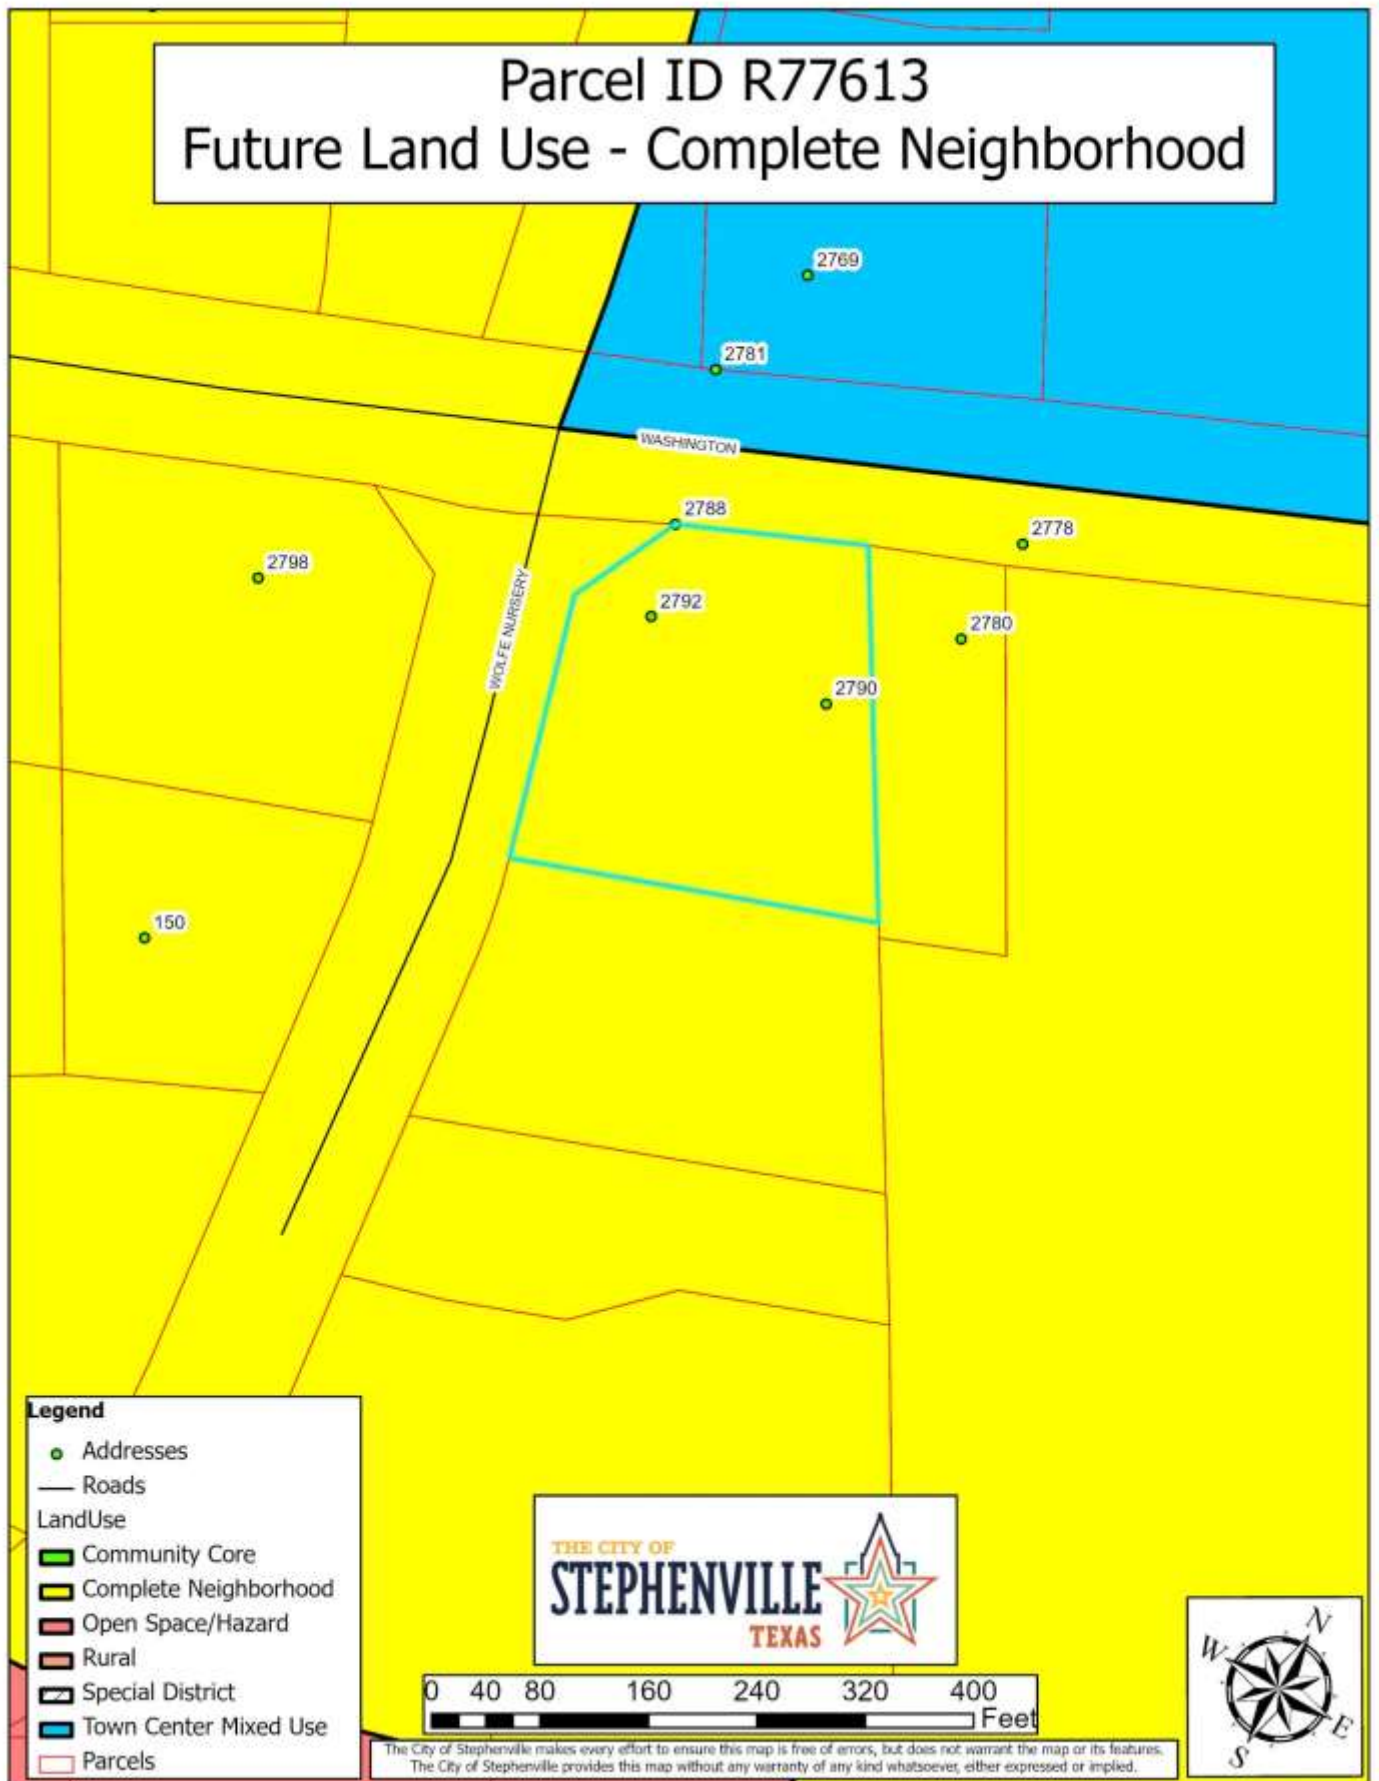 Parcel ID R77613
Future Land Use - Complete Neighborhood
2769
2781
WASHINGTON
2788
2778
2798
2792
2780
WOLFE NURSERY
2790
150
Legend
Addresses
Roads
LandUse
Community Core
Complete Neighborhood
Open Space/Hazard
Rural
Special District
Town Center Mixed Use
Parcels
THE CITY OF
STEPHENVILLE
TEXAS
N
W
E
S
0 40 80 160 240 320 400
Feet
The City of Stephenville makes every effort to ensure this map is free of errors, but does not warrant the map or its features.
The City of Stephenville provides this map without any warranty of any kind whatsoever, either expressed or implied.